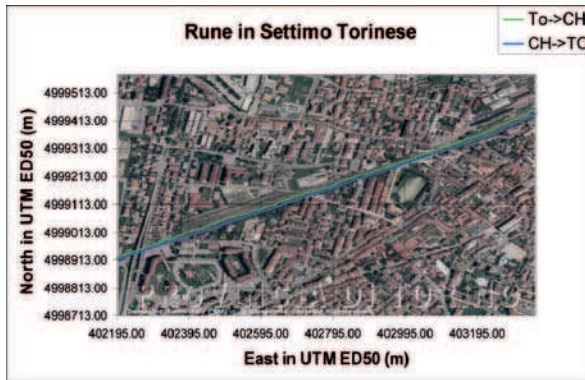 Rune in Settimo Torinese
To->CH
CH->TO
North in UTM ED50 (m)
4999513.00
4999413.00
4999313.00
4999213.00
4999113.00
4999013.00
4998913.00
4998813.00
4998713.00
402195.00 402395.00 402595.00 402795.00 402995.00 403195.00
East in UTM ED50 (m)